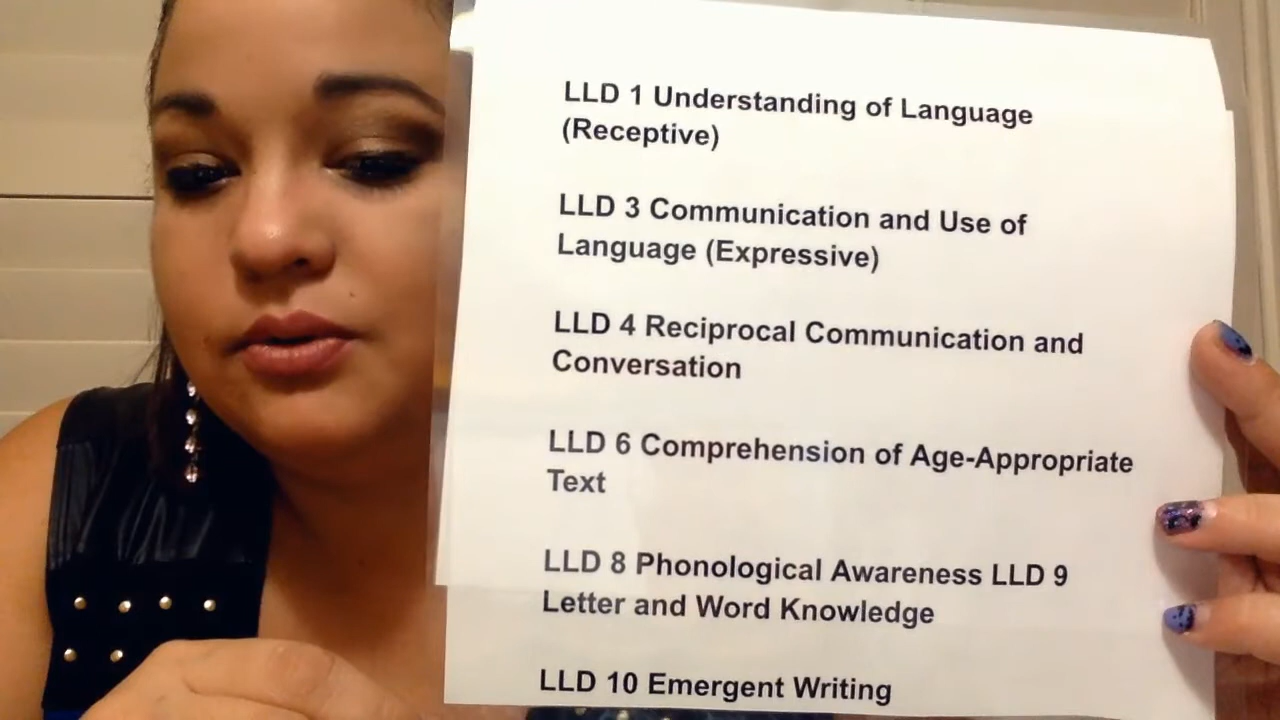 LLD 1 Understanding of Language
(Receptive)
LLD 3 Communication and Use of
Language (Expressive)
LLD 4 Reciprocal Communication and
Conversation
LLD 6 Comprehension of Age-Appropriate
Text
LLD 8 Phonological Awareness LLD 9
Letter and Word Knowledge
LLD 10 Emergent Writing